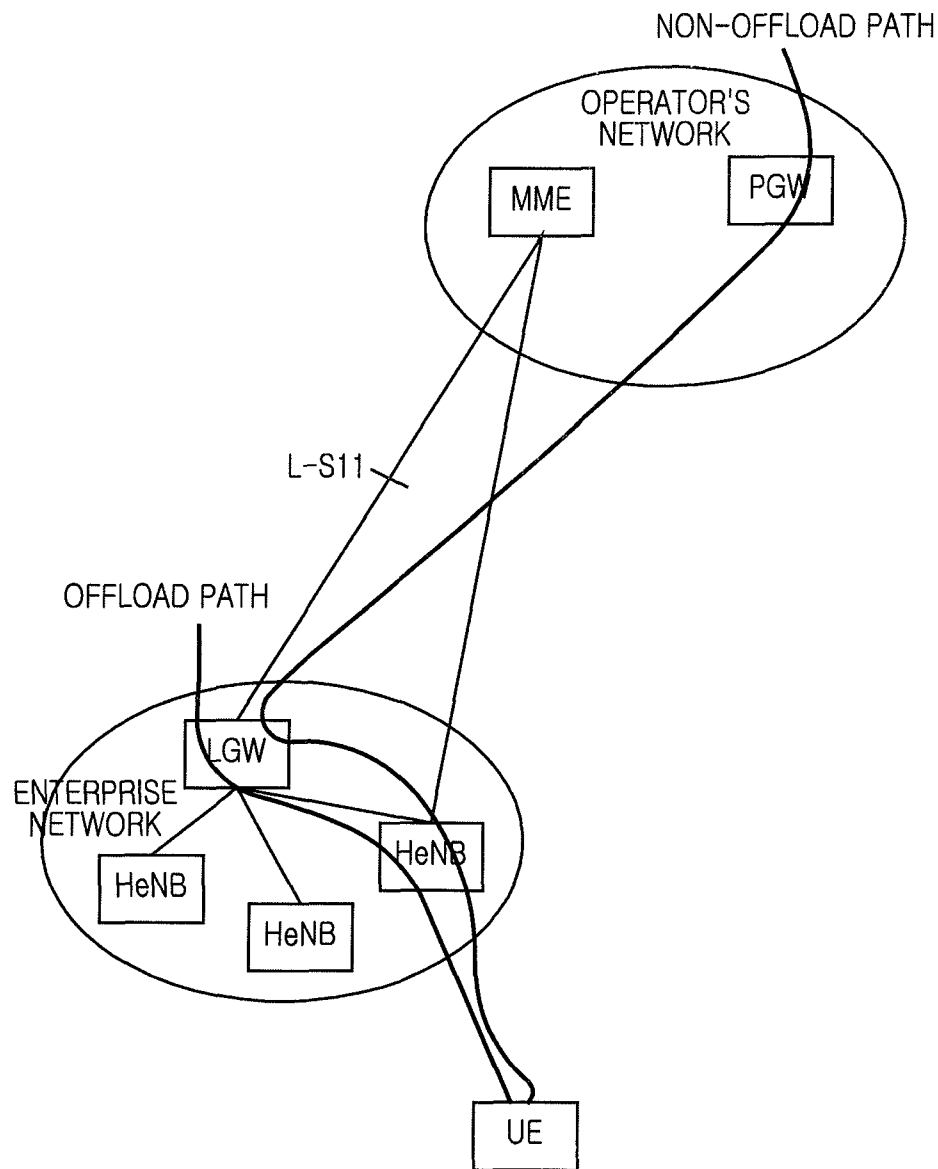 NON-OFFLOAD PATH
OPERATOR'S
NETWORK
MME
PGW
L-S11
OFFLOAD PATH
LGW
ENTERPRISE
NETWORK
HeNB
HeNB
HeNB
UE